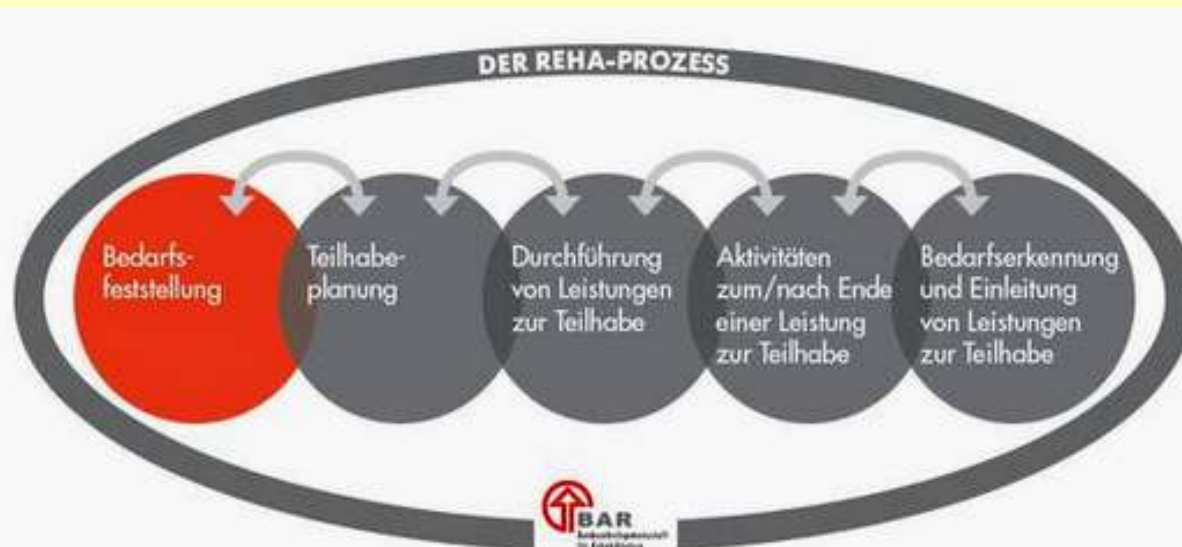 DER REHA-PROZESS
Bedarfs-
feststellung
Teilhabe-
planung
Durchführung
von Leistungen
zur Teilhabe
Aktivitäten
zum/nach Ende
einer Leistung
zur Teilhabe
Bedarfserkennung
und Einleitung
von Leistungen
zur Teilhabe
BAR